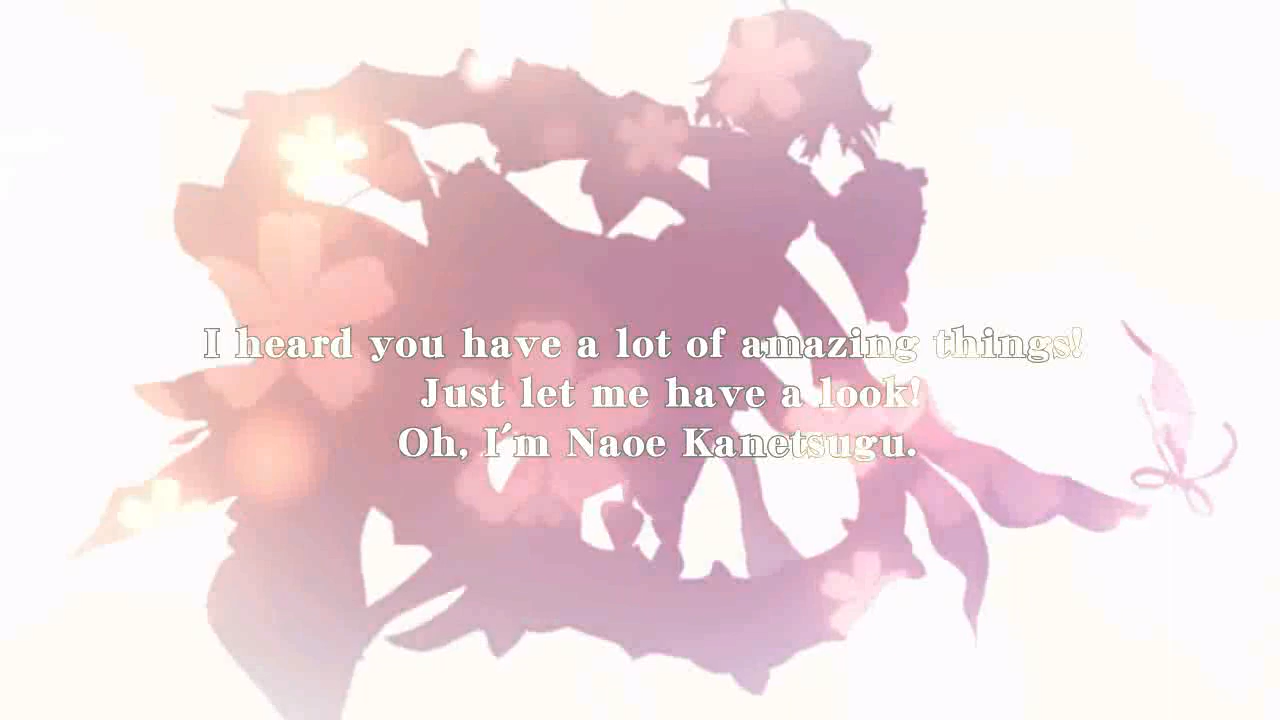 I heard you have a lot of amazing things!
Just let me have a look!
Oh, I'm Naoe Kanetsugu.